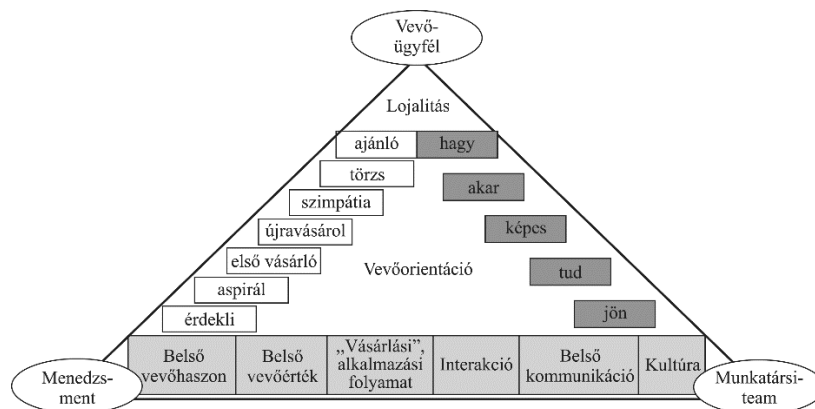 Vevő-
ügyfél
Lojalitás
ajánló hagy
törzs
akar
szimpátia
újravásárol
képes
első vásárló
Vevőorientáció
tud
aspirál
jön
érdekli
Belső
vevőhaszon
Belső
vevőérték
„Vásárlási”,
alkalmazási
folyamat
Interakció
Belső
kommunikáció
Kultúra
Menedzs-
ment
Munkatársi-
team